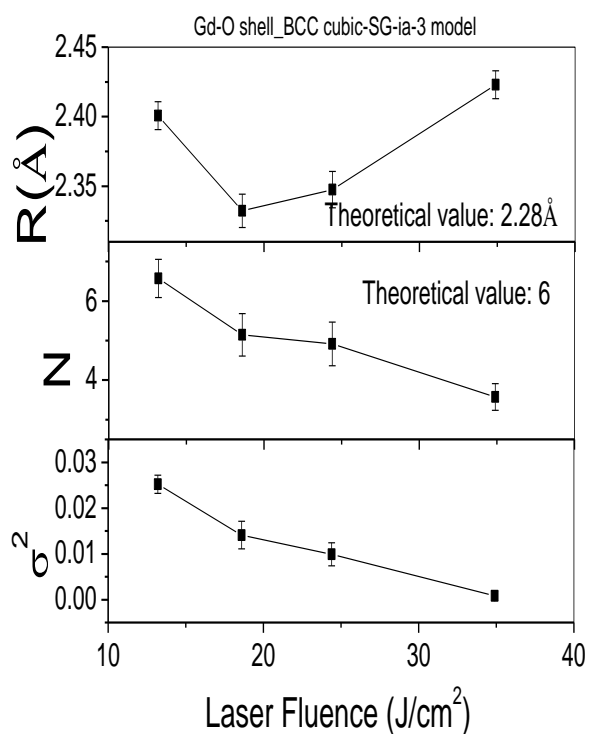 Gd-O shell_BCC cubic-SG-ia-3 model
2.45
2.40
2.35
R(Å)
Theoretical value: 2.28Å
6
4
N
Theoretical value: 6
0.03
0.02
0.01
0.00
σ²
10 20 30 40
Laser Fluence (J/cm²)